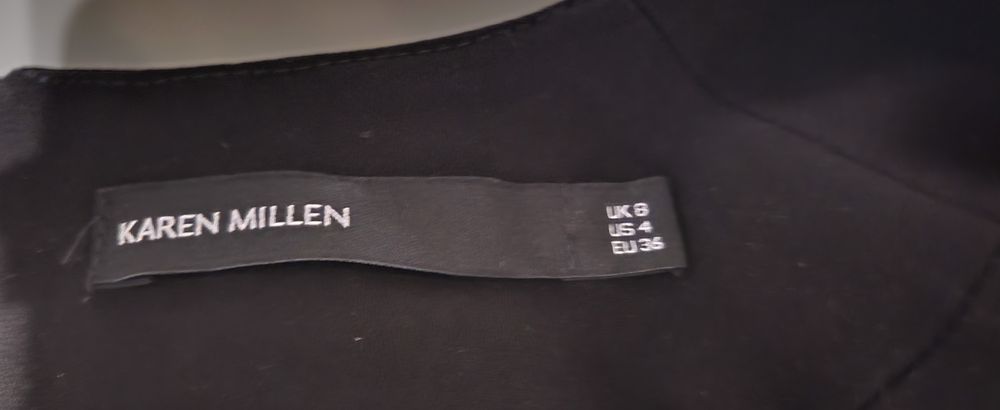 KAREN MILLEN
UK 8
US 4
EU 36